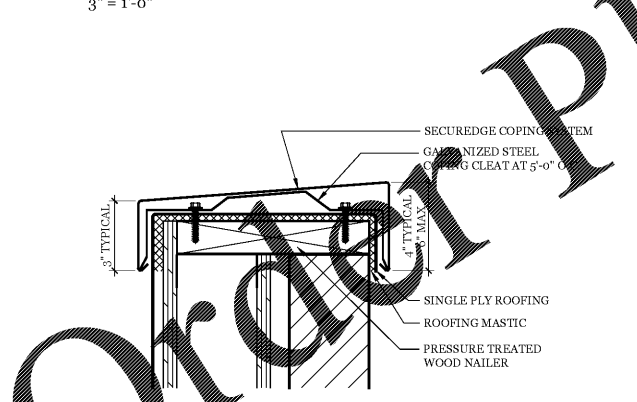 3" = 1'-0"
SECUREDGE COPING SYSTEM
GALVANIZED STEEL
COPING CLEAT AT 5'-0"
3" TYPICAL
4" TYPICAL
6" MAX
SINGLE PLY ROOFING
ROOFING MASTIC
PRESSURE TREATED
WOOD NAILER
Order